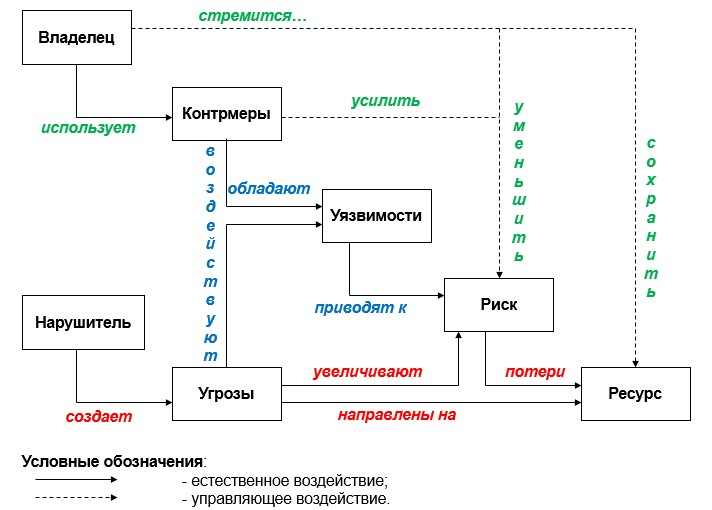 стремится…
Владелец
Контрмеры
усилить
использует
уменьшить
сохранить
воздействуют
обладают
Уязвимости
приводят к
Риск
Нарушитель
увеличивают
потери
Угрозы
Ресурс
создает
направлены на
Условные обозначения:
- естественное воздействие;
- управляющее воздействие.